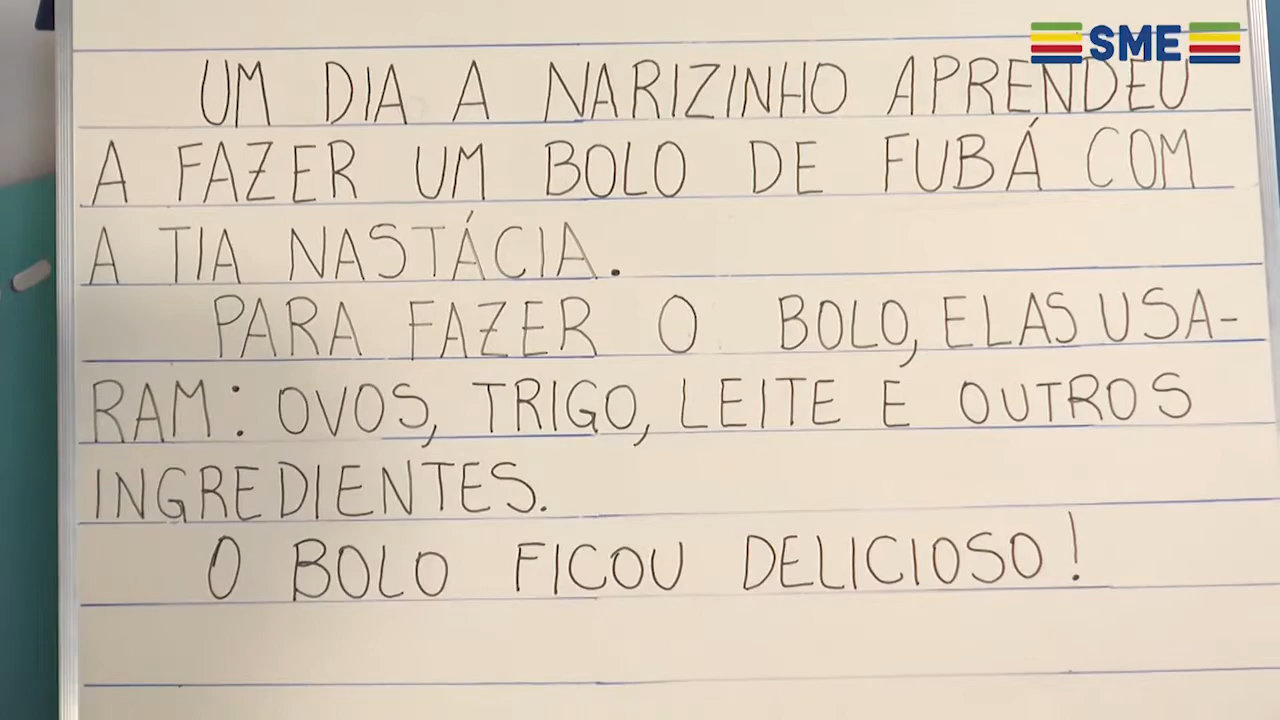 SME
UM DIA A NARIZINHO APRENDEU
A FAZER UM BOLO DE FUBÁ COM
A TIA NASTÁCIA.
PARA FAZER O BOLO, ELAS USA-
RAM: OVOS, TRIGO, LEITE E OUTROS
INGREDIENTES.
O BOLO FICOU DELICIOSO!